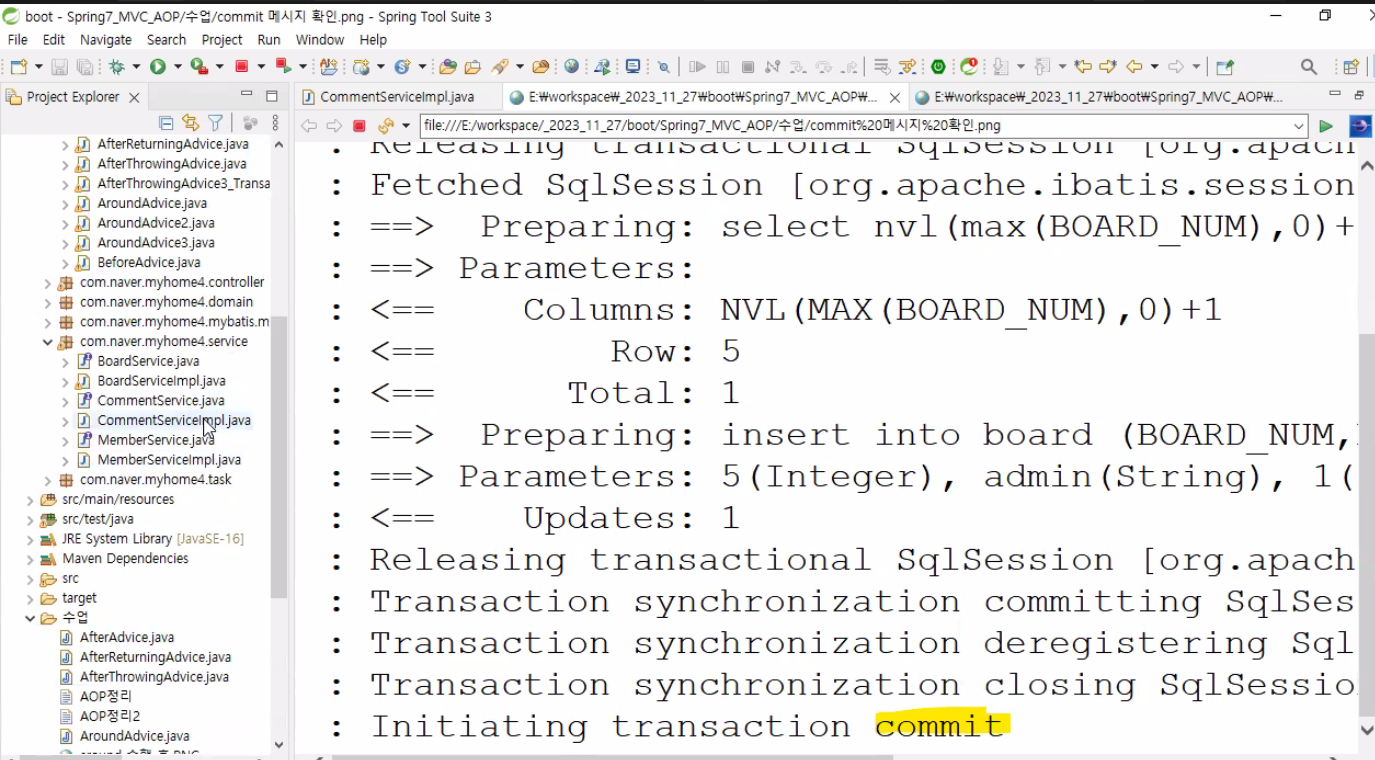 boot - Spring7_MVC_AOP/수업/commit 메시지 확인.png - Spring Tool Suite 3
File Edit Navigate Search Project Run Window Help
Project Explorer
CommentServiceImpl.java
E:￦workspace￦_2023_11_27￦boot￦Spring7_MVC_AOP￦...
E:￦workspace￦_2023_11_27￦boot￦Spring7_MVC_AOP￦...
file:///E:/workspace/_2023_11_27/boot/Spring7_MVC_AOP/수업/commit%20메시지%20확인.png
AfterReturningAdvice.java
AfterThrowingAdvice.java
AfterThrowingAdvice3_Transa
AroundAdvice.java
AroundAdvice2.java
AroundAdvice3.java
BeforeAdvice.java
com.naver.myhome4.controller
com.naver.myhome4.domain
com.naver.myhome4.mybatis.m
com.naver.myhome4.service
BoardService.java
BoardServiceImpl.java
CommentService.java
CommentServiceImpl.java
MemberService.java
MemberServiceImpl.java
com.naver.myhome4.task
src/main/resources
src/test/java
JRE System Library [JavaSE-16]
Maven Dependencies
src
target
수업
AfterAdvice.java
AfterReturningAdvice.java
AfterThrowingAdvice.java
AOP정리
AOP정리2
AroundAdvice.java
: Releasing transactional SqlSession [org.apach
: Fetched SqlSession [org.apache.ibatis.session
: ==> Preparing: select nvl(max(BOARD_NUM),0)+
: ==> Parameters:
: <== Columns: NVL(MAX(BOARD_NUM),0)+1
: <== Row: 5
: <== Total: 1
: ==> Preparing: insert into board (BOARD_NUM,
: ==> Parameters: 5(Integer), admin(String), 1(
: <== Updates: 1
: Releasing transactional SqlSession [org.apach
: Transaction synchronization committing SqlSes
: Transaction synchronization deregistering Sql
: Transaction synchronization closing SqlSessio
: Initiating transaction commit